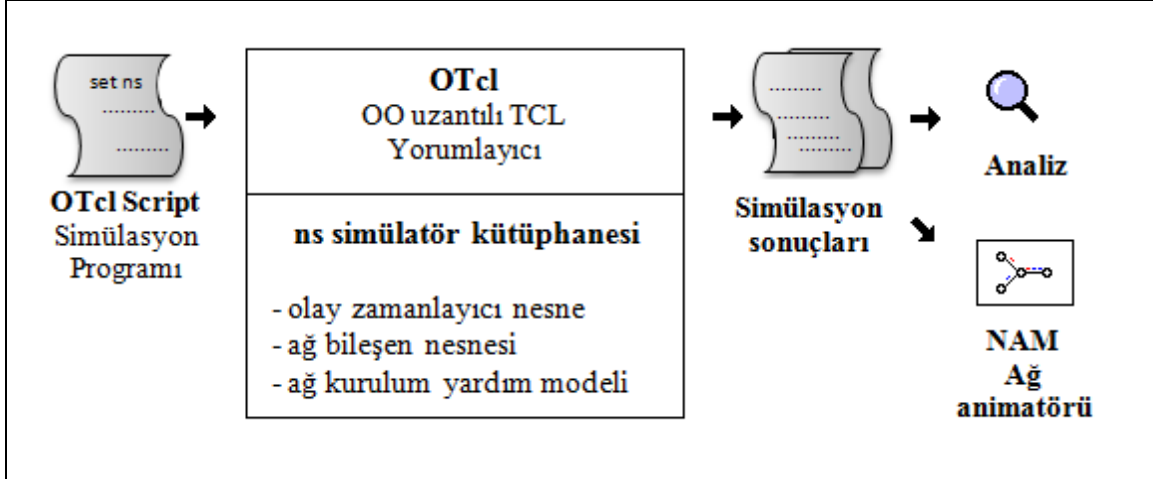 set ns
.........
.........
OTcl Script
Simülasyon
Programı
OTcl
OO uzantılı TCL
Yorumlayıcı
ns simülatör kütüphanesi
- olay zamanlayıcı nesne
- ağ bileşen nesnesi
- ağ kurulum yardım modeli
.........
.........
.........
.........
Simülasyon
sonuçları
Analiz
NAM
Ağ
animatörü